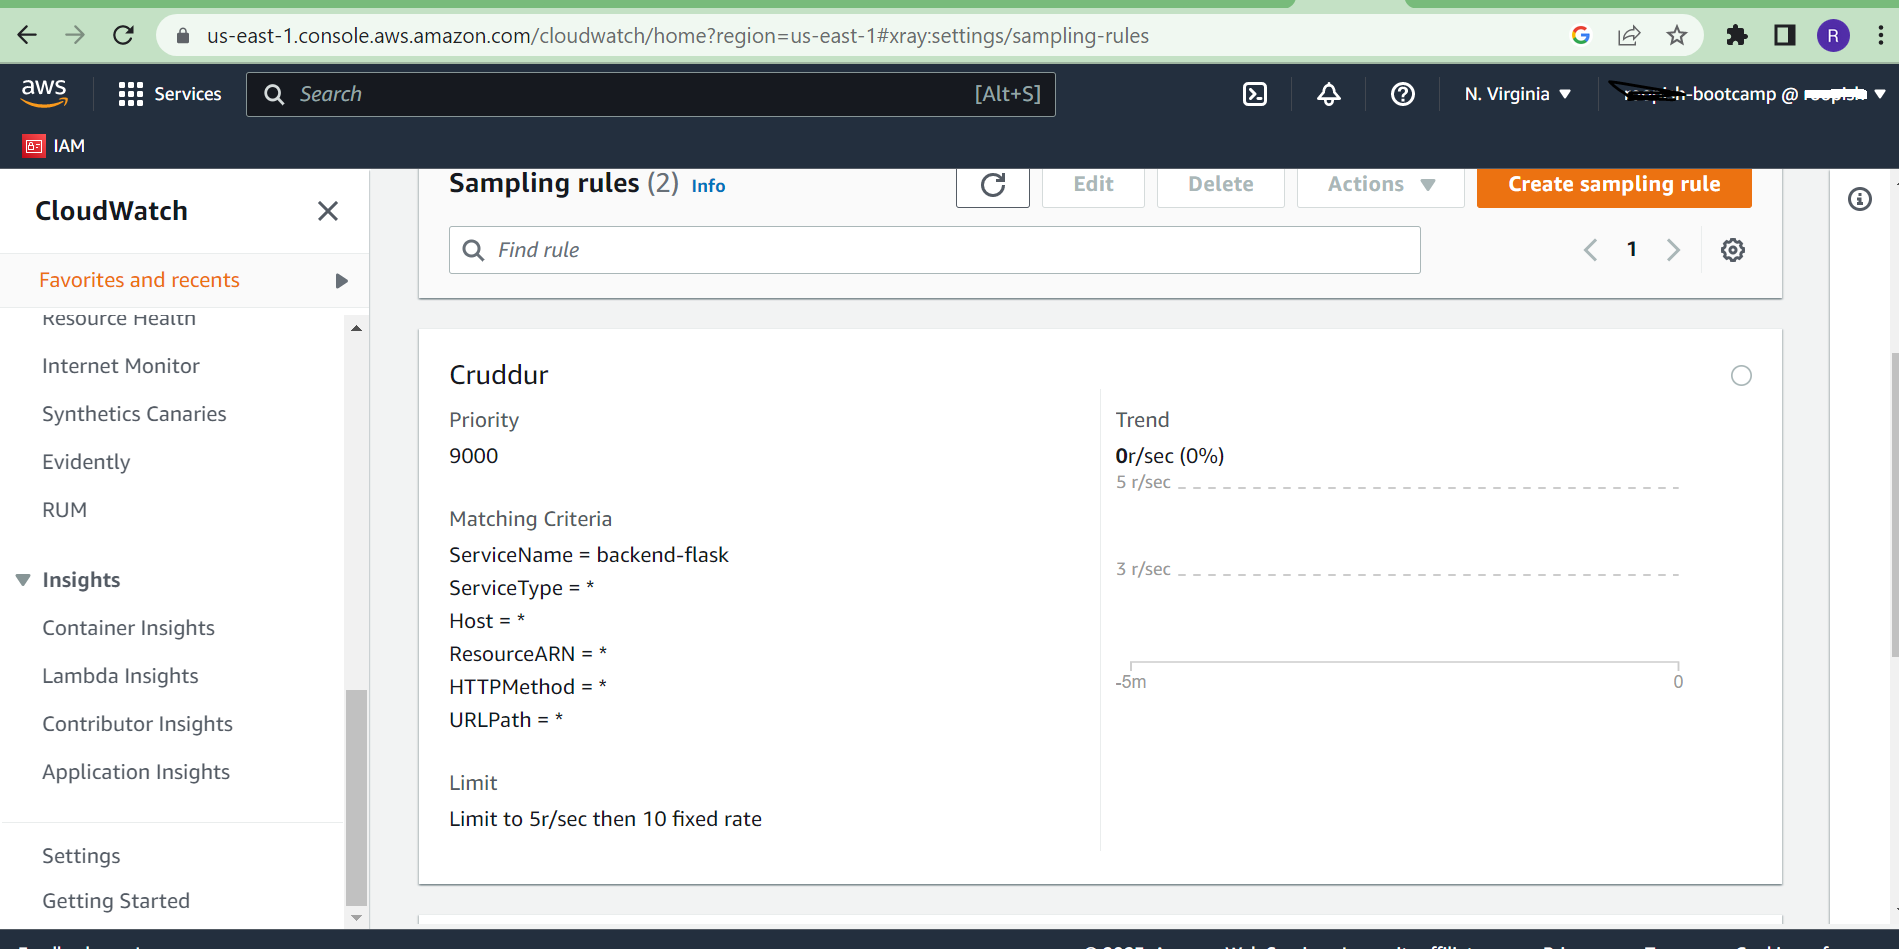 us-east-1.console.aws.amazon.com/cloudwatch/home?region=us-east-1#xray:settings/sampling-rules
R
aws
Services
Search
[Alt+S]
N. Virginia
-bootcamp @
IAM
CloudWatch
Favorites and recents
Resource Health
Internet Monitor
Synthetics Canaries
Evidently
RUM
Insights
Container Insights
Lambda Insights
Contributor Insights
Application Insights
Settings
Getting Started
Sampling rules (2) Info
Edit
Delete
Actions
Create sampling rule
Find rule
1
Cruddur
Priority
9000
Matching Criteria
ServiceName = backend-flask
ServiceType = *
Host = *
ResourceARN = *
HTTPMethod = *
URLPath = *
Limit
Limit to 5r/sec then 10 fixed rate
Trend
0r/sec (0%)
5 r/sec
3 r/sec
-5m
0